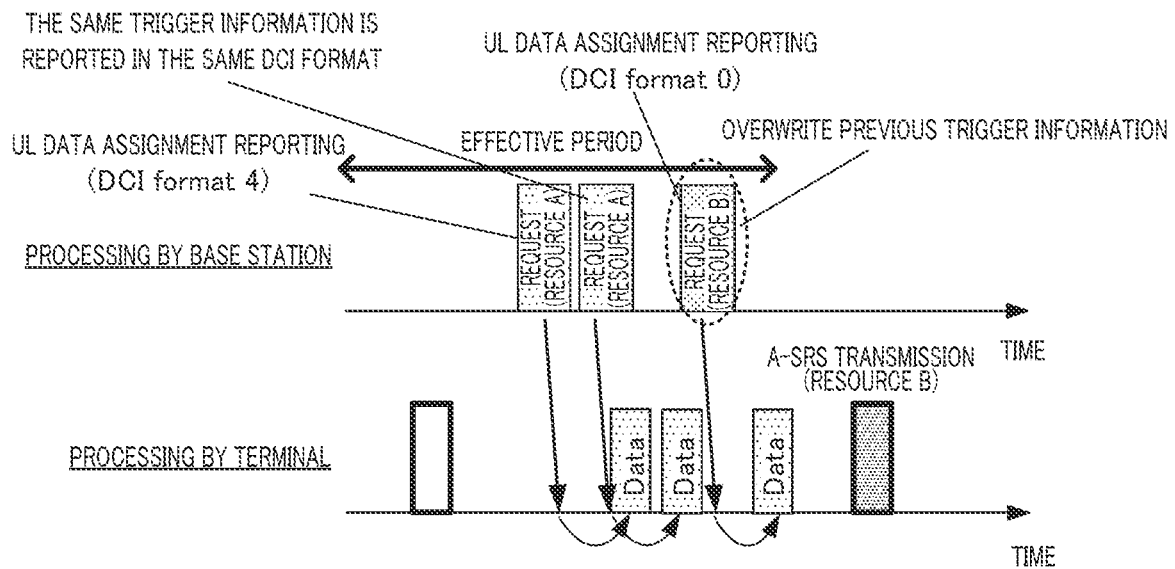 THE SAME TRIGGER INFORMATION IS
REPORTED IN THE SAME DCI FORMAT
UL DATA ASSIGNMENT REPORTING
(DCI format 0)
UL DATA ASSIGNMENT REPORTING
(DCI format 4)
EFFECTIVE PERIOD
OVERWRITE PREVIOUS TRIGGER INFORMATION
PROCESSING BY BASE STATION
REQUEST
(RESOURCE A)
REQUEST
(RESOURCE A)
REQUEST
(RESOURCE B)
TIME
A-SRS TRANSMISSION
(RESOURCE B)
PROCESSING BY TERMINAL
Data
Data
Data
TIME